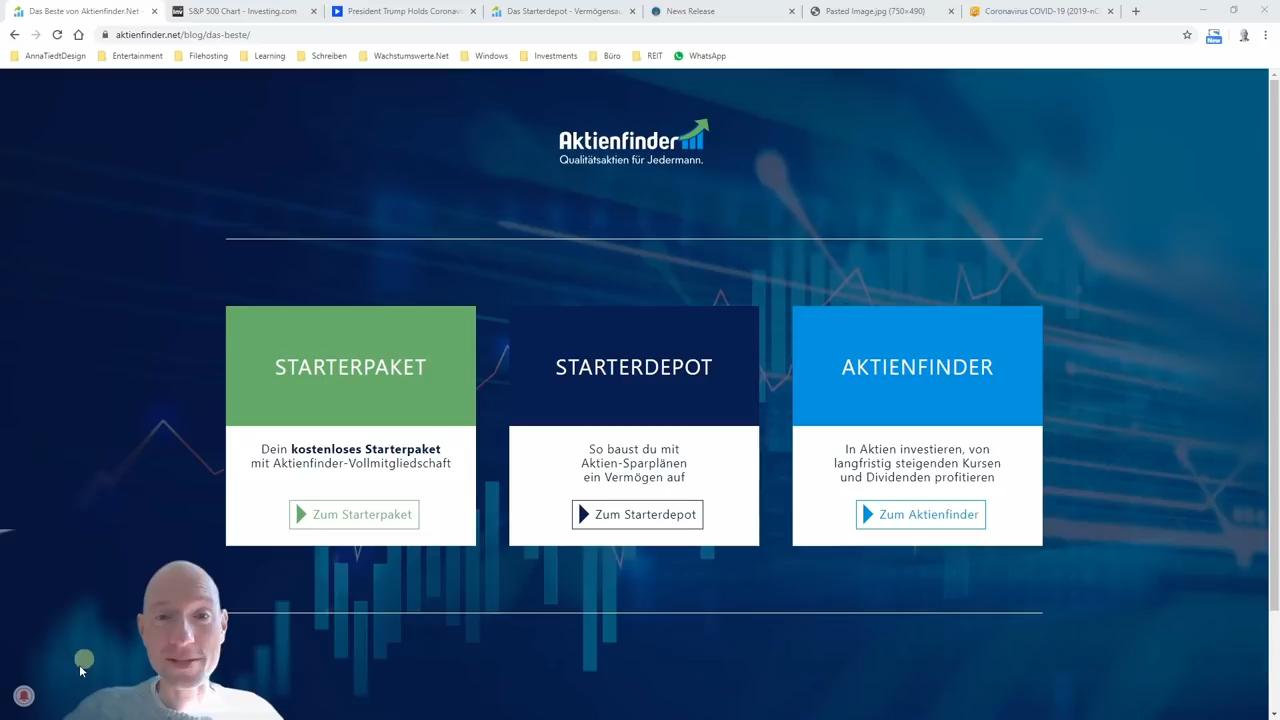 Das Beste von Aktienfinder.Net -
S&P 500 Chart - Investing.com
President Trump Holds Coronav
Das Starterdepot - Vermögensau
News Release
Pasted Image.jpg (750×490)
Coronavirus COVID-19 (2019-nC
aktienfinder.net/blog/das-beste/
New
AnnaTiedtDesign
Entertainment
Filehosting
Learning
Schreiben
Wachstumswerte.Net
Windows
Investments
Büro
REIT
WhatsApp
Aktienfinder
Qualitätsaktien für Jedermann.
STARTERPAKET
Dein kostenloses Starterpaket
mit Aktienfinder-Vollmitgliedschaft
Zum Starterpaket
STARTERDEPOT
So baust du mit
Aktien-Sparplänen
ein Vermögen auf
Zum Starterdepot
AKTIENFINDER
In Aktien investieren, von
langfristig steigenden Kursen
und Dividenden profitieren
Zum Aktienfinder